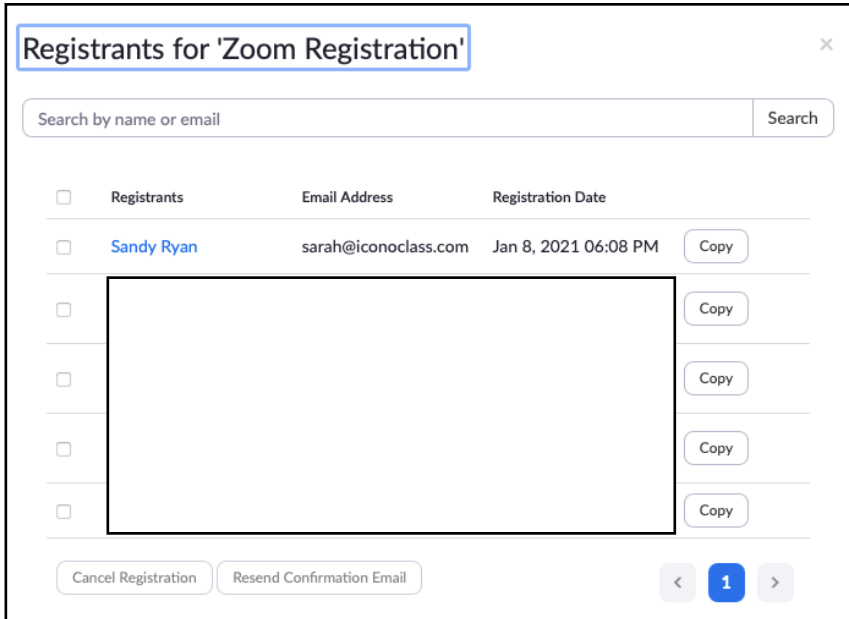 Registrants for 'Zoom Registration'
×
Search by name or email Search
Registrants Email Address Registration Date
Sandy Ryan sarah@iconoclass.com Jan 8, 2021 06:08 PM Copy
Copy
Copy
Copy
Copy
Cancel Registration Resend Confirmation Email < 1 >